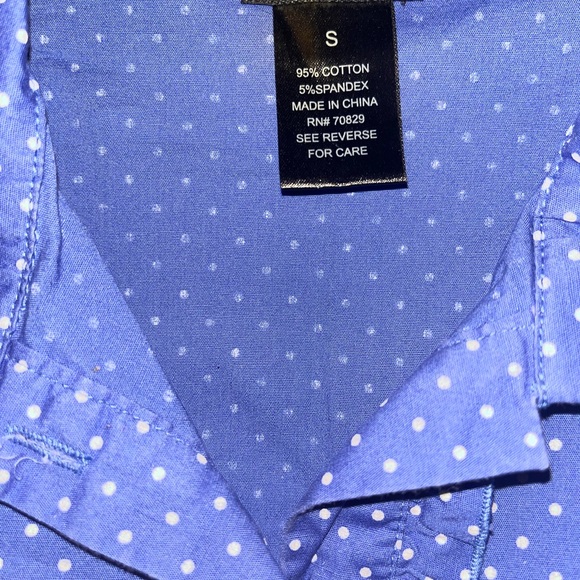 S
95% COTTON
5%SPANDEX
MADE IN CHINA
RN# 70829
SEE REVERSE
FOR CARE